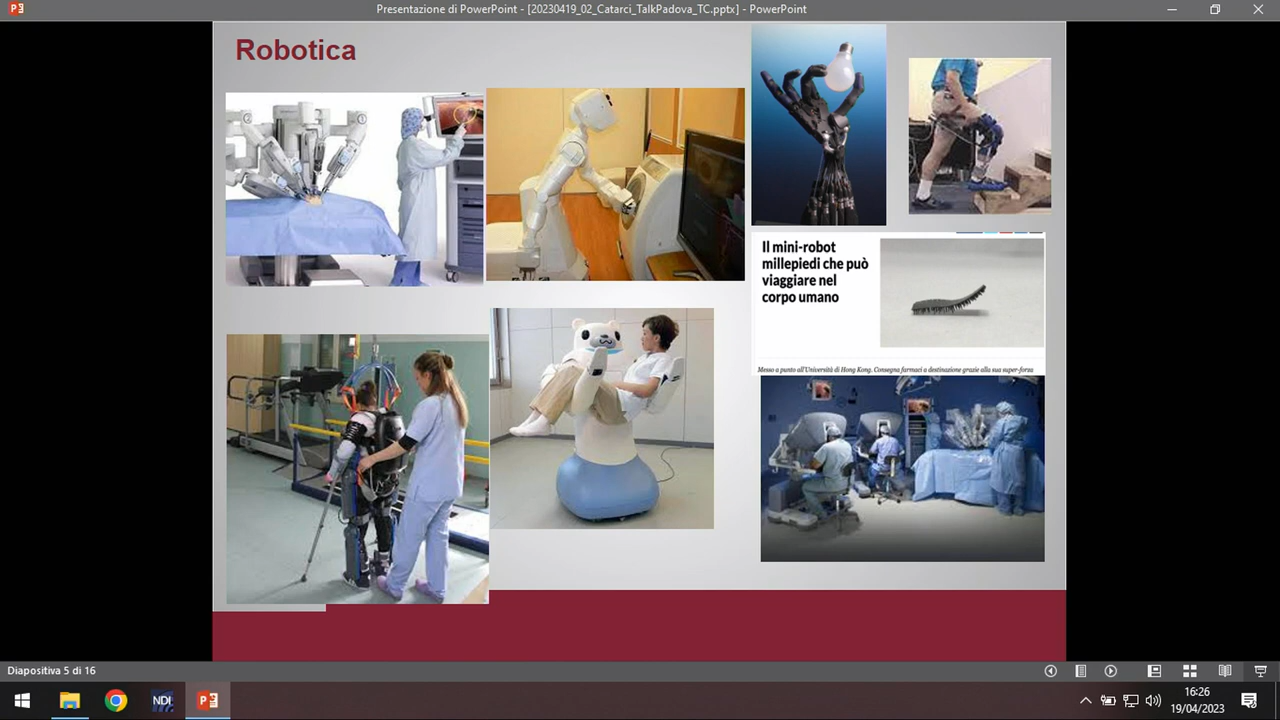 Presentazione di PowerPoint - [20230419_02_Catarci_TalkPadova_TC.pptx] - PowerPoint
Robotica
Il mini-robot
millepiedi che può
viaggiare nel
corpo umano
Messo a punto all'Università di Hong Kong. Consegna farmaci a destinazione grazie alla sua super-forza
Diapositiva 5 di 16
NDI
16:26
19/04/2023